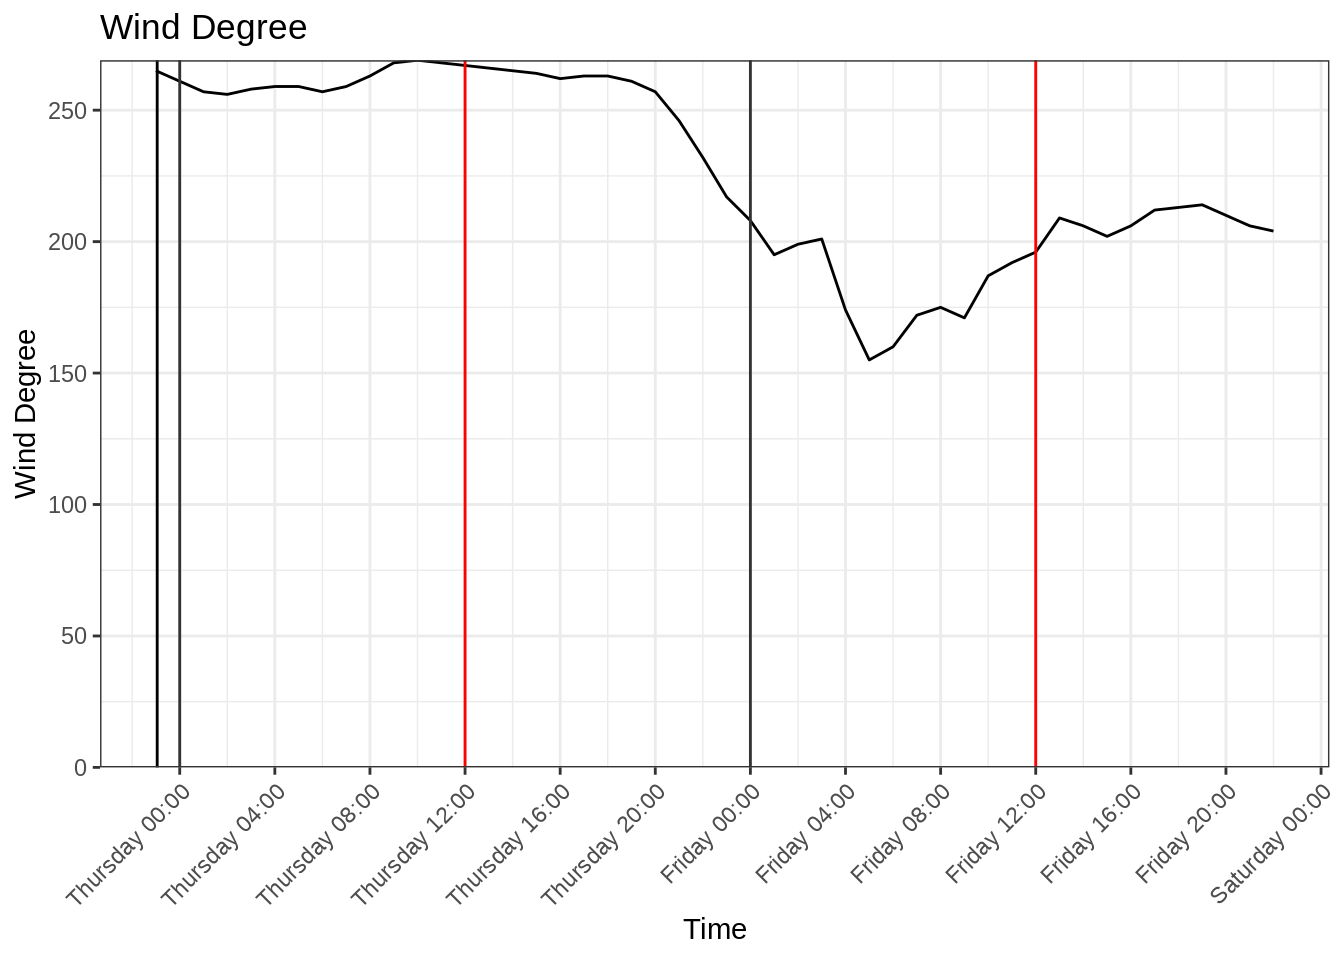 Wind Degree
Wind Degree
250
200
150
100
50
0
Thursday 00:00
Thursday 04:00
Thursday 08:00
Thursday 12:00
Thursday 16:00
Thursday 20:00
Friday 00:00
Friday 04:00
Friday 08:00
Friday 12:00
Friday 16:00
Friday 20:00
Saturday 00:00
Time